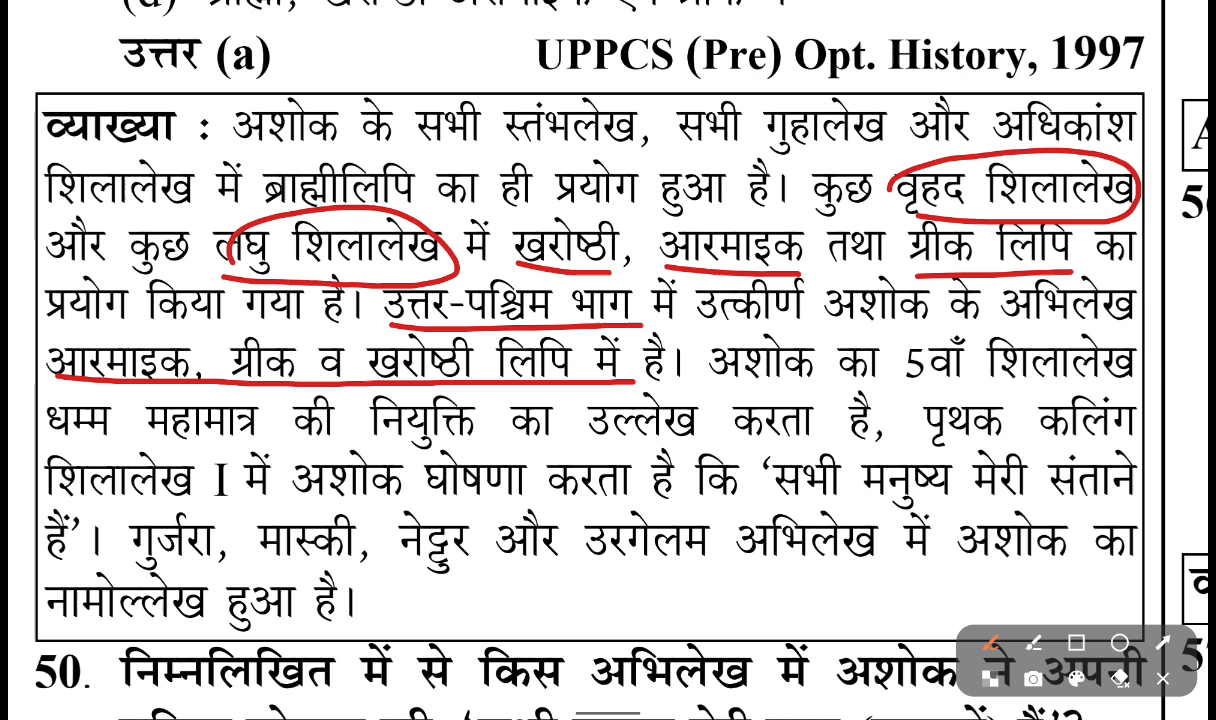 उत्तर (a) UPPCS (Pre) Opt. History, 1997
व्याख्या : अशोक के सभी स्तंभलेख, सभी गुहालेख और अधिकांश
शिलालेख में ब्राह्मीलिपि का ही प्रयोग हुआ है। कुछ वृहद शिलालेख
और कुछ लघु शिलालेख में खरोष्ठी, आरमाइक तथा ग्रीक लिपि का
प्रयोग किया गया है। उत्तर-पश्चिम भाग में उत्कीर्ण अशोक के अभिलेख
आरमाइक, ग्रीक व खरोष्ठी लिपि में है। अशोक का 5वाँ शिलालेख
धम्म महामात्र की नियुक्ति का उल्लेख करता है, पृथक कलिंग
शिलालेख I में अशोक घोषणा करता है कि ‘सभी मनुष्य मेरी संताने
हैं’। गुर्जरा, मास्की, नेट्टुर और उरगेलम अभिलेख में अशोक का
नामोल्लेख हुआ है।
50. निम्नलिखित में से किस अभिलेख में अशोक ने अपनी